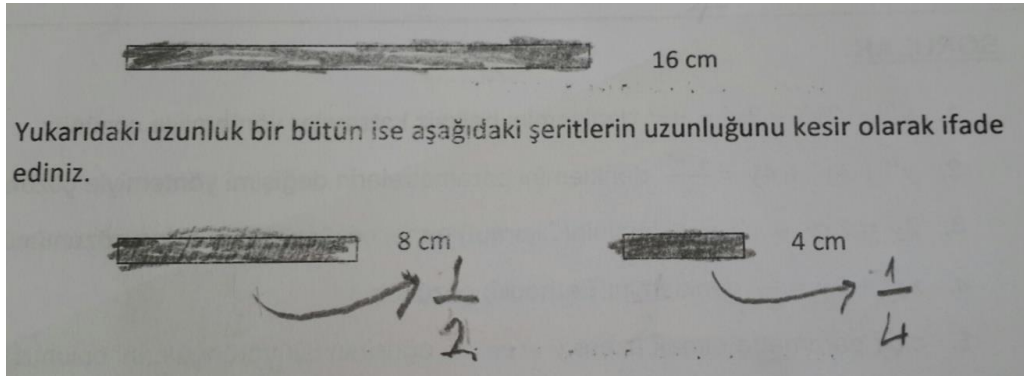 16 cm
Yukarıdaki uzunluk bir bütün ise aşağıdaki şeritlerin uzunluğunu kesir olarak ifade
ediniz.
8 cm
4 cm
1/2
1/4